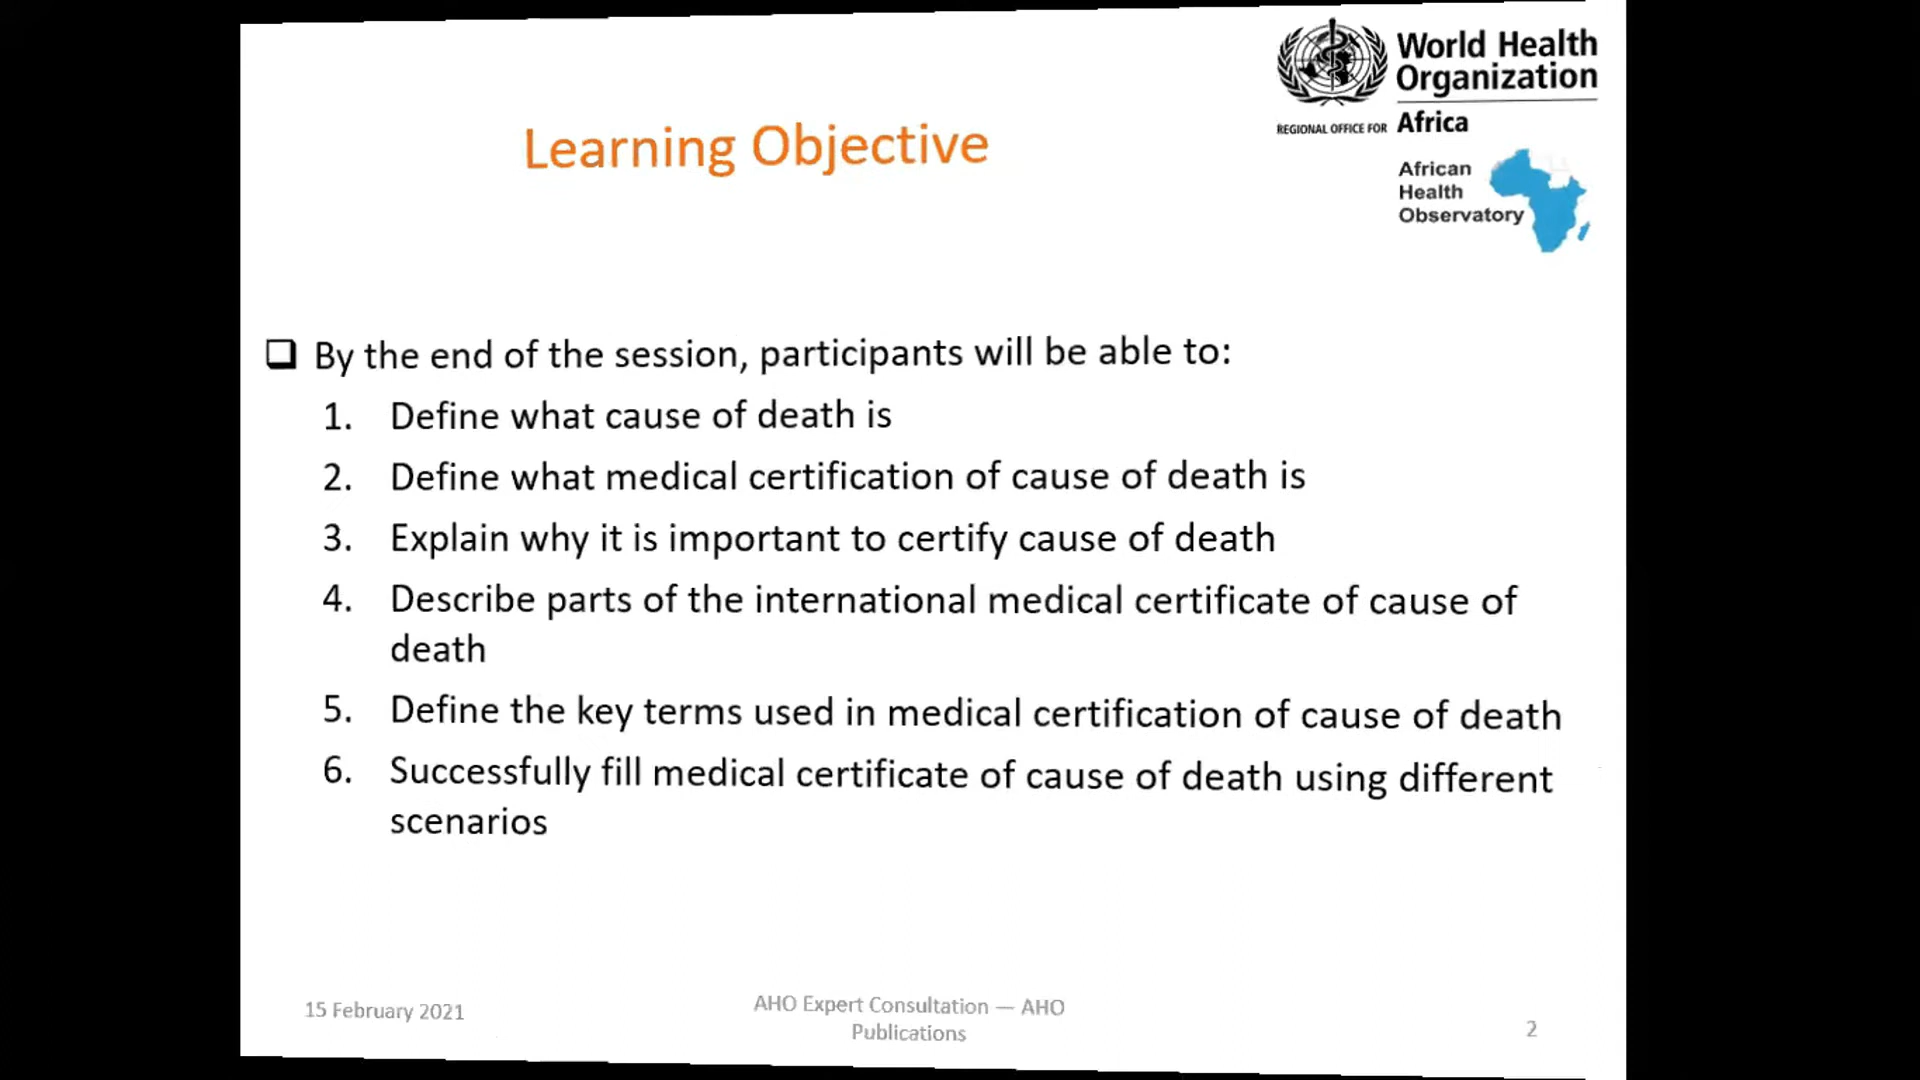 World Health
Organization
REGIONAL OFFICE FOR Africa
African
Health
Observatory
Learning Objective
❑ By the end of the session, participants will be able to:
1. Define what cause of death is
2. Define what medical certification of cause of death is
3. Explain why it is important to certify cause of death
4. Describe parts of the international medical certificate of cause of
death
5. Define the key terms used in medical certification of cause of death
6. Successfully fill medical certificate of cause of death using different
scenarios
15 February 2021
AHO Expert Consultation — AHO
Publications
2